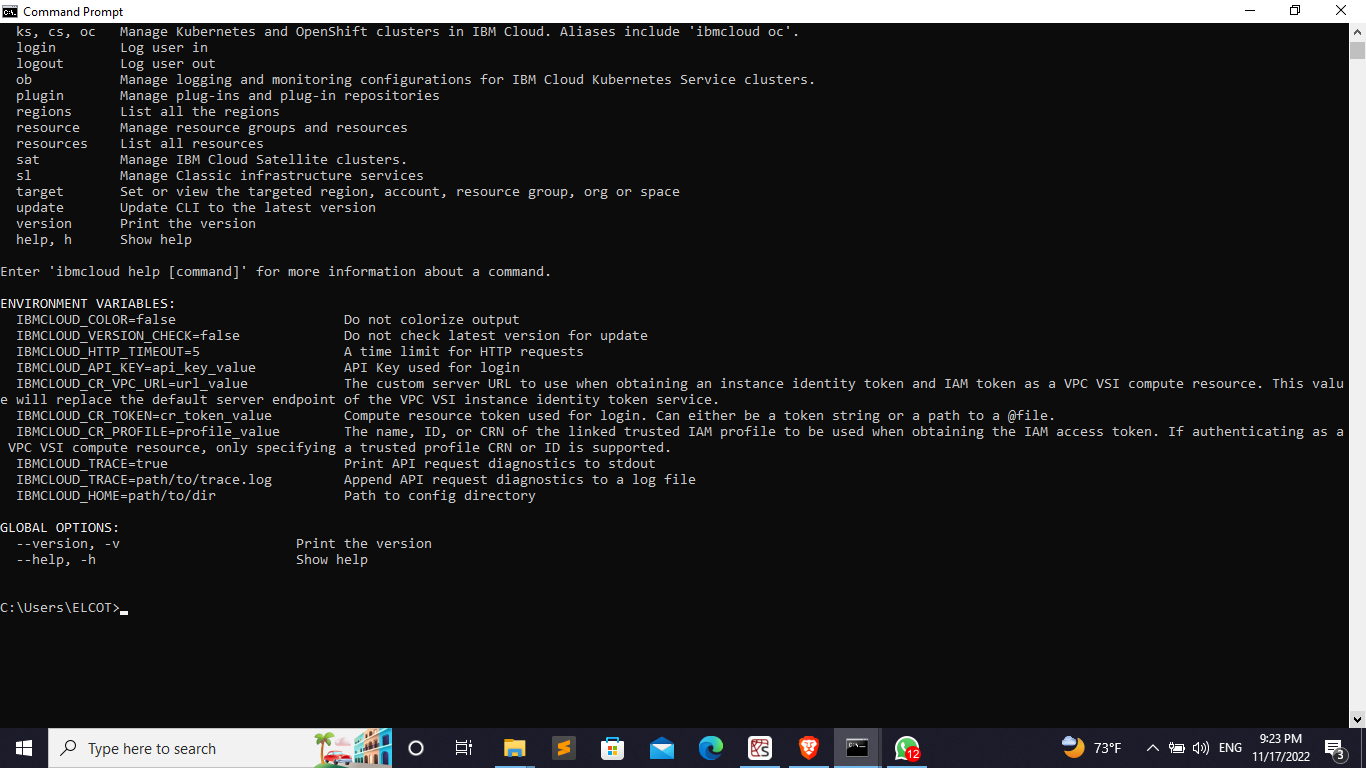 Command Prompt
ks, cs, oc   Manage Kubernetes and OpenShift clusters in IBM Cloud. Aliases include 'ibmcloud oc'.
login        Log user in
logout       Log user out
ob           Manage logging and monitoring configurations for IBM Cloud Kubernetes Service clusters.
plugin       Manage plug-ins and plug-in repositories
regions      List all the regions
resource     Manage resource groups and resources
resources    List all resources
sat          Manage IBM Cloud Satellite clusters.
sl           Manage Classic infrastructure services
target       Set or view the targeted region, account, resource group, org or space
update       Update CLI to the latest version
version      Print the version
help, h      Show help
Enter 'ibmcloud help [command]' for more information about a command.
ENVIRONMENT VARIABLES:
IBMCLOUD_COLOR=false                     Do not colorize output
IBMCLOUD_VERSION_CHECK=false             Do not check latest version for update
IBMCLOUD_HTTP_TIMEOUT=5                  A time limit for HTTP requests
IBMCLOUD_API_KEY=api_key_value           API Key used for login
IBMCLOUD_CR_VPC_URL=url_value            The custom server URL to use when obtaining an instance identity token and IAM token as a VPC VSI compute resource. This valu
e will replace the default server endpoint of the VPC VSI instance identity token service.
IBMCLOUD_CR_TOKEN=cr_token_value         Compute resource token used for login. Can either be a token string or a path to a @file.
IBMCLOUD_CR_PROFILE=profile_value        The name, ID, or CRN of the linked trusted IAM profile to be used when obtaining the IAM access token. If authenticating as a
VPC VSI compute resource, only specifying a trusted profile CRN or ID is supported.
IBMCLOUD_TRACE=true                      Print API request diagnostics to stdout
IBMCLOUD_TRACE=path/to/trace.log         Append API request diagnostics to a log file
IBMCLOUD_HOME=path/to/dir                Path to config directory
GLOBAL OPTIONS:
--version, -v                      Print the version
--help, -h                         Show help
C:\Users\ELCOT>
Type here to search
12
73°F
ENG
9:23 PM
11/17/2022
3